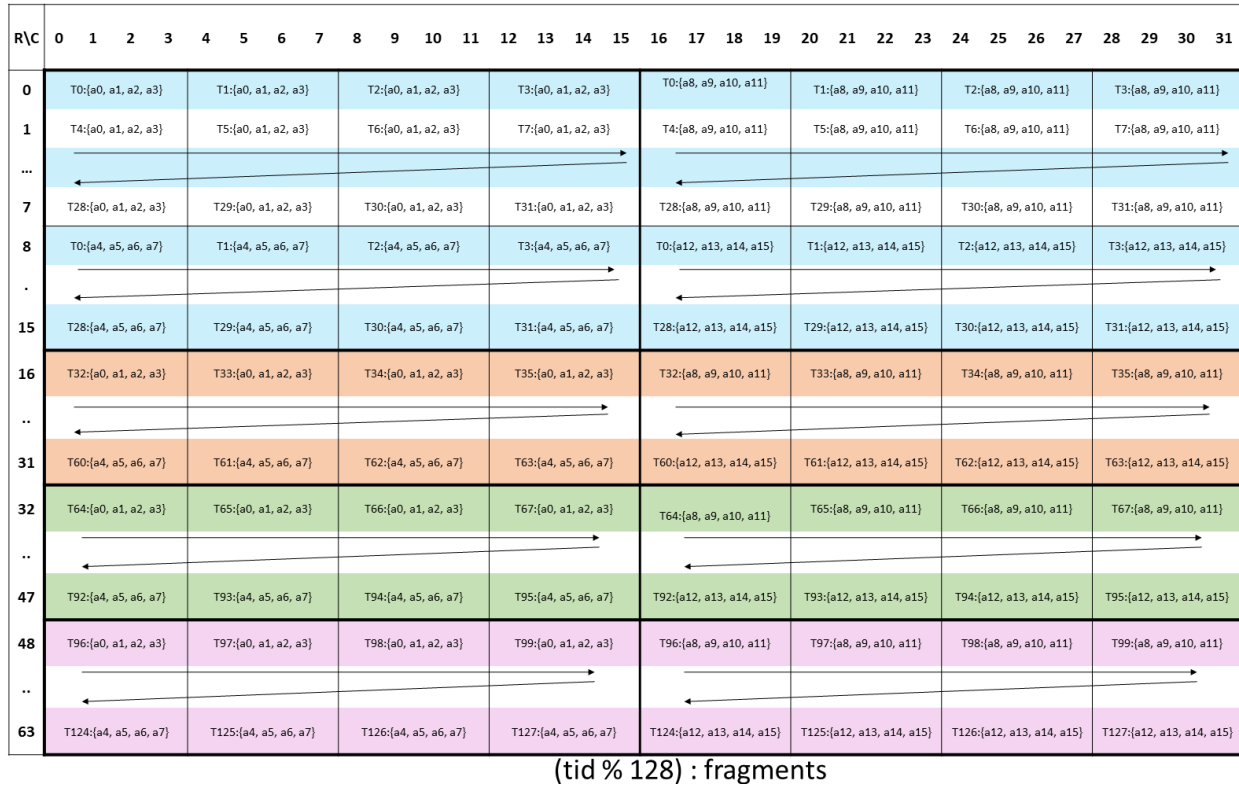 R\C 0 1 2 3 4 5 6 7 8 9 10 11 12 13 14 15 16 17 18 19 20 21 22 23 24 25 26 27 28 29 30 31
0 T0:{a0, a1, a2, a3} T1:{a0, a1, a2, a3} T2:{a0, a1, a2, a3} T3:{a0, a1, a2, a3} T0:{a8, a9, a10, a11} T1:{a8, a9, a10, a11} T2:{a8, a9, a10, a11} T3:{a8, a9, a10, a11}
1 T4:{a0, a1, a2, a3} T5:{a0, a1, a2, a3} T6:{a0, a1, a2, a3} T7:{a0, a1, a2, a3} T4:{a8, a9, a10, a11} T5:{a8, a9, a10, a11} T6:{a8, a9, a10, a11} T7:{a8, a9, a10, a11}
...
7 T28:{a0, a1, a2, a3} T29:{a0, a1, a2, a3} T30:{a0, a1, a2, a3} T31:{a0, a1, a2, a3} T28:{a8, a9, a10, a11} T29:{a8, a9, a10, a11} T30:{a8, a9, a10, a11} T31:{a8, a9, a10, a11}
8 T0:{a4, a5, a6, a7} T1:{a4, a5, a6, a7} T2:{a4, a5, a6, a7} T3:{a4, a5, a6, a7} T0:{a12, a13, a14, a15} T1:{a12, a13, a14, a15} T2:{a12, a13, a14, a15} T3:{a12, a13, a14, a15}
.
15 T28:{a4, a5, a6, a7} T29:{a4, a5, a6, a7} T30:{a4, a5, a6, a7} T31:{a4, a5, a6, a7} T28:{a12, a13, a14, a15} T29:{a12, a13, a14, a15} T30:{a12, a13, a14, a15} T31:{a12, a13, a14, a15}
16 T32:{a0, a1, a2, a3} T33:{a0, a1, a2, a3} T34:{a0, a1, a2, a3} T35:{a0, a1, a2, a3} T32:{a8, a9, a10, a11} T33:{a8, a9, a10, a11} T34:{a8, a9, a10, a11} T35:{a8, a9, a10, a11}
..
31 T60:{a4, a5, a6, a7} T61:{a4, a5, a6, a7} T62:{a4, a5, a6, a7} T63:{a4, a5, a6, a7} T60:{a12, a13, a14, a15} T61:{a12, a13, a14, a15} T62:{a12, a13, a14, a15} T63:{a12, a13, a14, a15}
32 T64:{a0, a1, a2, a3} T65:{a0, a1, a2, a3} T66:{a0, a1, a2, a3} T67:{a0, a1, a2, a3} T64:{a8, a9, a10, a11} T65:{a8, a9, a10, a11} T66:{a8, a9, a10, a11} T67:{a8, a9, a10, a11}
..
47 T92:{a4, a5, a6, a7} T93:{a4, a5, a6, a7} T94:{a4, a5, a6, a7} T95:{a4, a5, a6, a7} T92:{a12, a13, a14, a15} T93:{a12, a13, a14, a15} T94:{a12, a13, a14, a15} T95:{a12, a13, a14, a15}
48 T96:{a0, a1, a2, a3} T97:{a0, a1, a2, a3} T98:{a0, a1, a2, a3} T99:{a0, a1, a2, a3} T96:{a8, a9, a10, a11} T97:{a8, a9, a10, a11} T98:{a8, a9, a10, a11} T99:{a8, a9, a10, a11}
..
63 T124:{a4, a5, a6, a7} T125:{a4, a5, a6, a7} T126:{a4, a5, a6, a7} T127:{a4, a5, a6, a7} T124:{a12, a13, a14, a15} T125:{a12, a13, a14, a15} T126:{a12, a13, a14, a15} T127:{a12, a13, a14, a15}
(tid % 128) : fragments